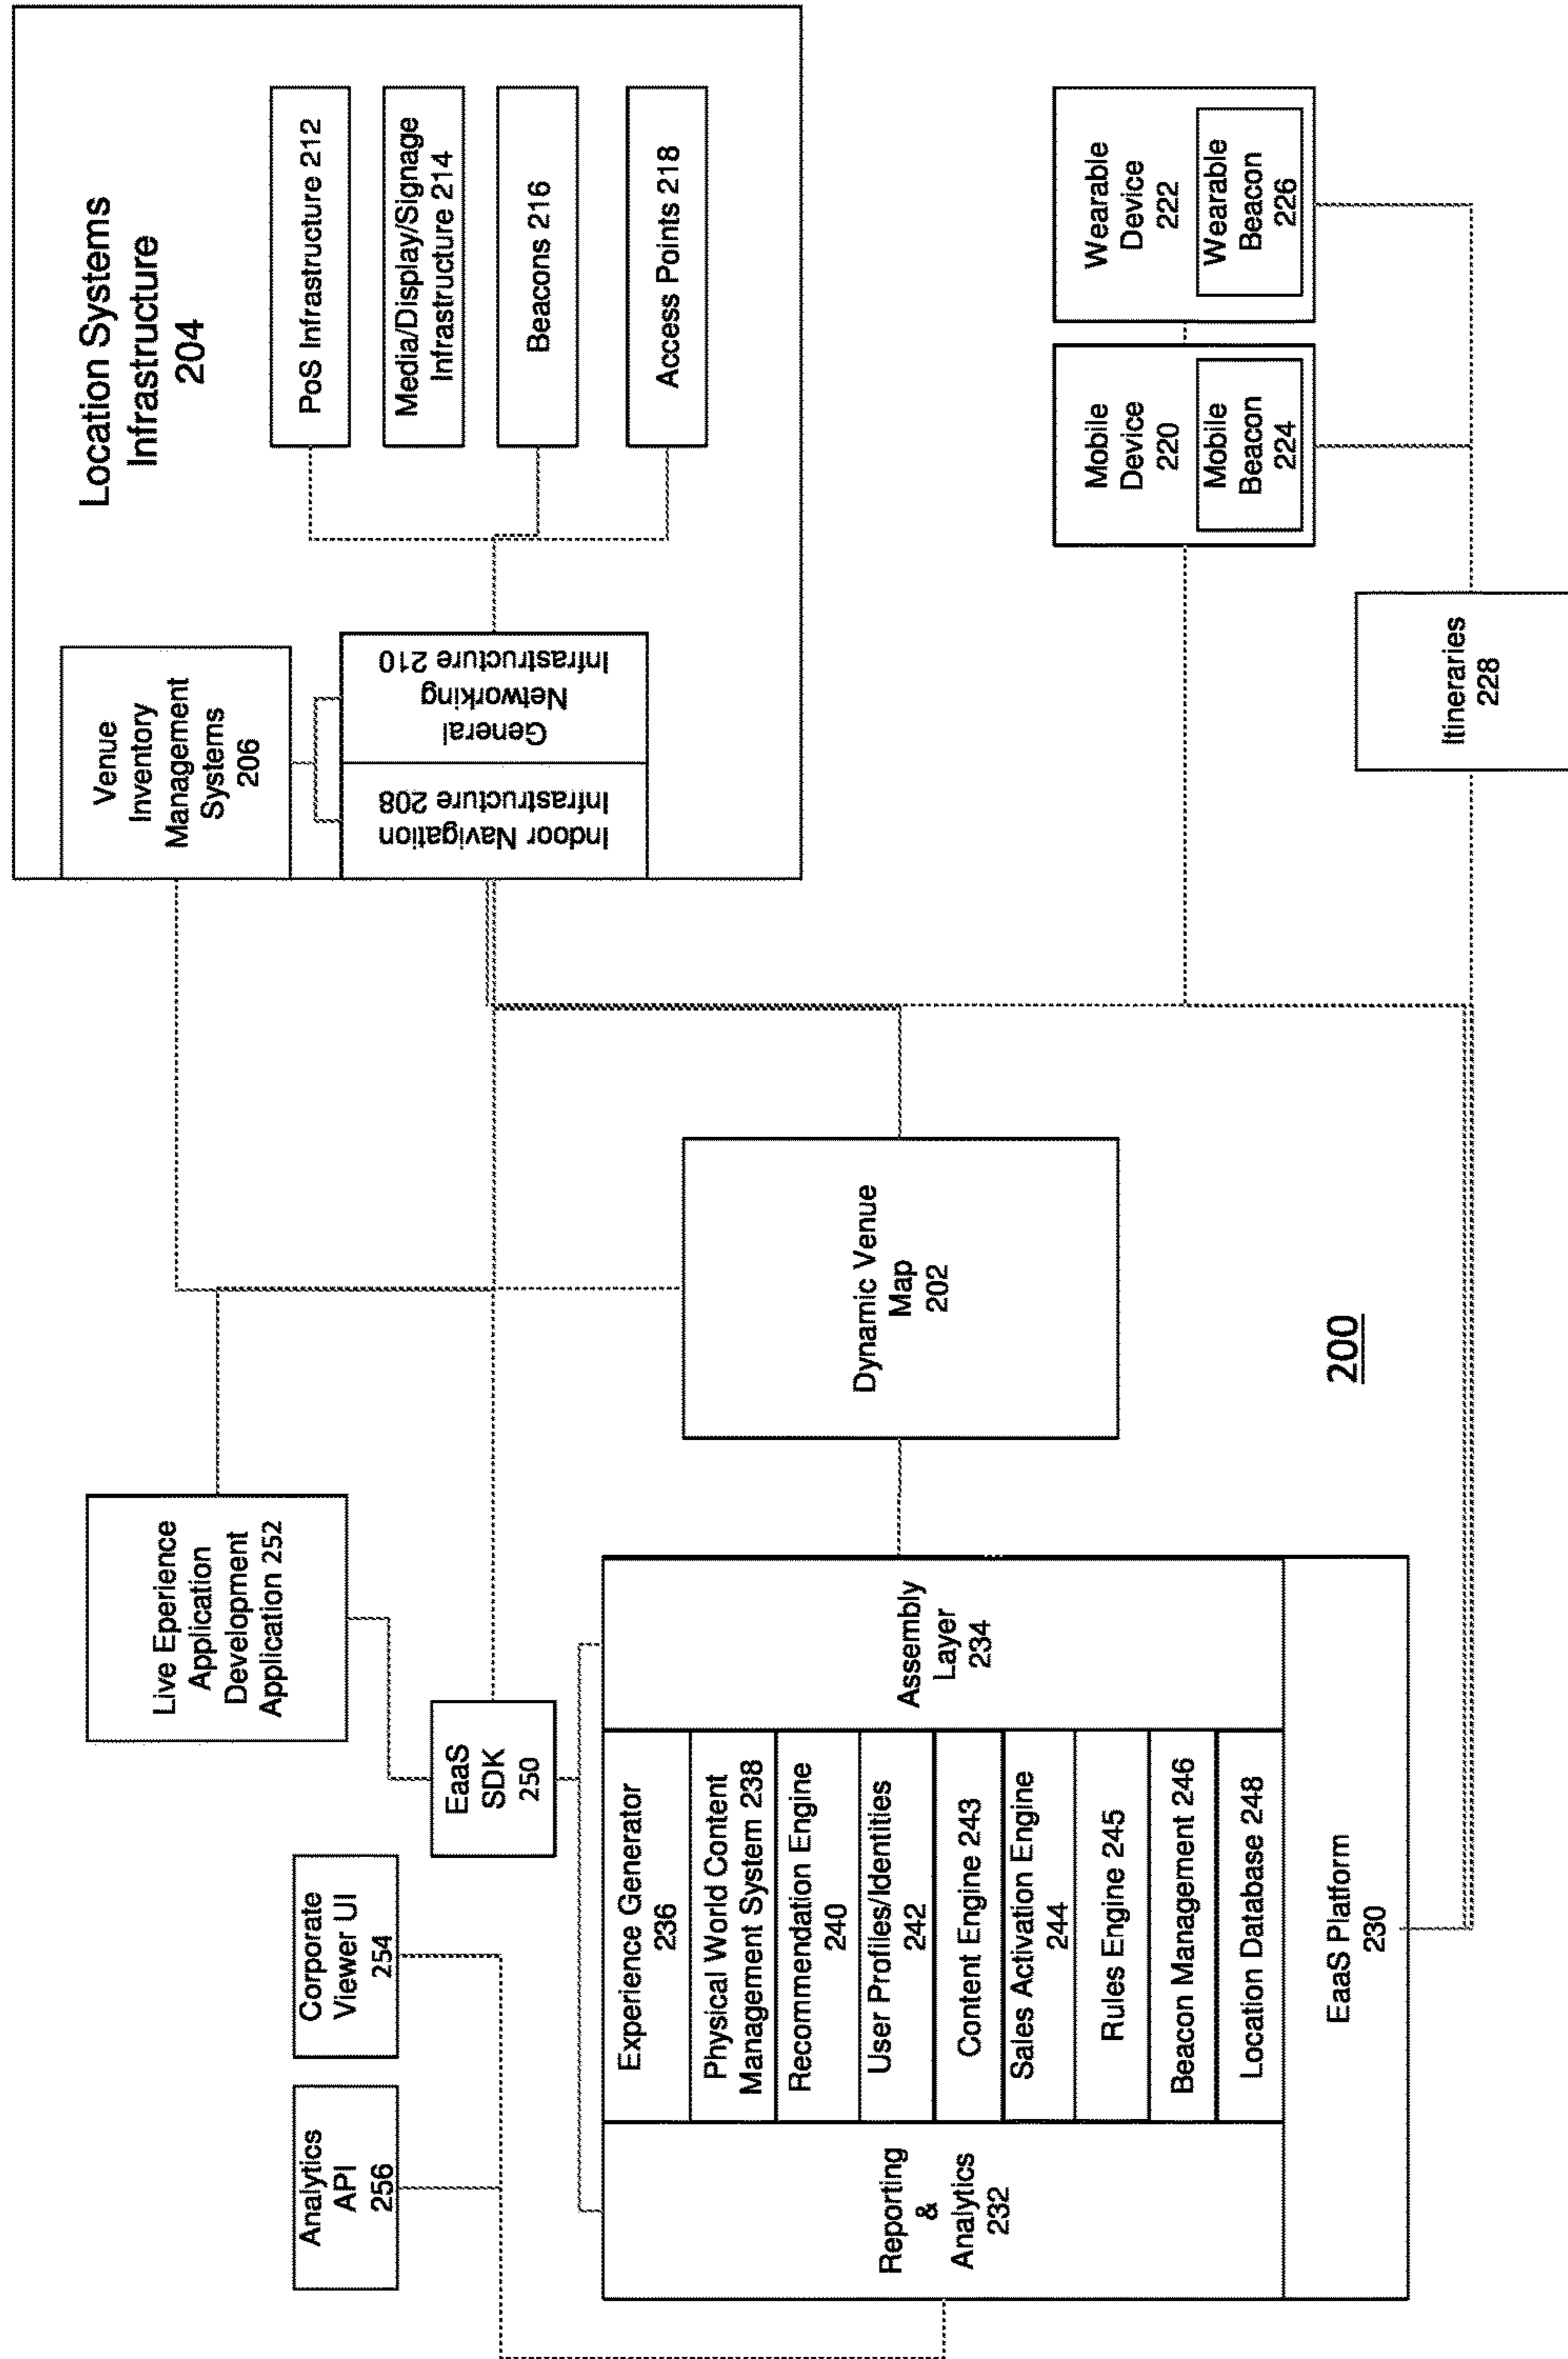 Analytics
API
256
Corporate
Viewer UI
254
Live Eperience
Application
Development
Application 252
EaaS
SDK
250
Reporting
&
Analytics
232
Experience Generator
236
Physical World Content
Management System 238
Recommendation Engine
240
User Profiles/Identities
242
Content Engine 243
Sales Activation Engine
244
Rules Engine 245
Beacon Management 246
Location Database 248
Assembly
Layer
234
EaaS Platform
230
Dynamic Venue
Map
202
200
Location Systems
Infrastructure
204
Venue
Inventory
Management
Systems
206
Indoor Navigation
Infrastructure 208
General
Networking
Infrastructure 210
PoS Infrastructure 212
Media/Display/Signage
Infrastructure 214
Beacons 216
Access Points 218
Mobile
Device
220
Mobile
Beacon
224
Wearable
Device
222
Wearable
Beacon
226
Itineraries
228